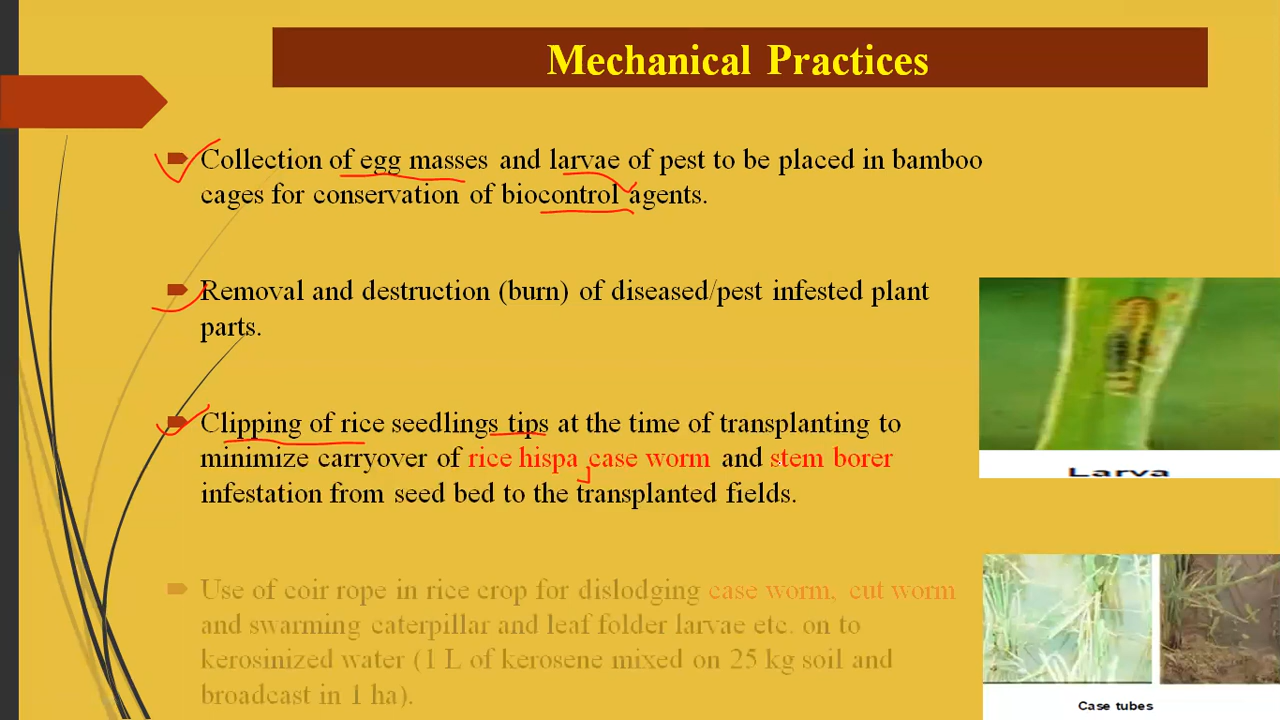 Mechanical Practices
Collection of egg masses and larvae of pest to be placed in bamboo
cages for conservation of biocontrol agents.
Removal and destruction (burn) of diseased/pest infested plant
parts.
Clipping of rice seedlings tips at the time of transplanting to
minimize carryover of rice hispa case worm and stem borer
infestation from seed bed to the transplanted fields.
Use of coir rope in rice crop for dislodging case worm, cut worm
and swarming caterpillar and leaf folder larvae etc. on to
kerosinized water (1 L of kerosene mixed on 25 kg soil and
broadcast in 1 ha).
Larva
Case tubes